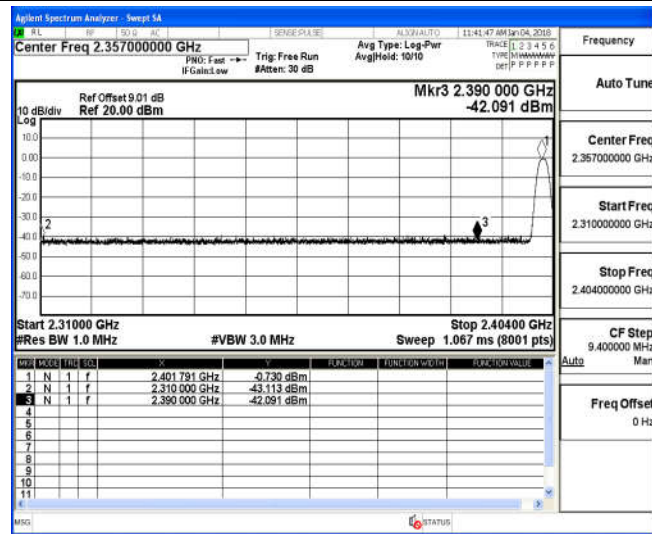 Agilent Spectrum Analyzer - Swept SA
RL RF 50 Ω AC SENSE:PULSE ALIGN AUTO 11:41:47 AM Jan 04, 2018
Center Freq 2.357000000 GHz
PNO: Fast
IFGain:Low
Trig: Free Run
#Atten: 30 dB
Avg Type: Log-Pwr
Avg|Hold: 10/10
TRACE 1 2 3 4 5 6
TYPE M WWWWW
DET P P P P P P
Mkr3 2.390 000 GHz
-42.091 dBm
Ref Offset 9.01 dB
10 dB/div Ref 20.00 dBm
Log
10.0
0.00
-10.0
-20.0
-30.0
-40.0
-50.0
-60.0
-70.0
1
2
3
Start 2.31000 GHz Stop 2.40400 GHz
#Res BW 1.0 MHz #VBW 3.0 MHz Sweep 1.067 ms (8001 pts)
MKR MODE TRC SCL X Y FUNCTION FUNCTION WIDTH FUNCTION VALUE
1 N 1 f 2.401 791 GHz -0.730 dBm
2 N 1 f 2.310 000 GHz -43.113 dBm
3 N 1 f 2.390 000 GHz -42.091 dBm
4
5
6
7
8
9
10
11
MSG STATUS
Frequency
Auto Tune
Center Freq
2.357000000 GHz
Start Freq
2.310000000 GHz
Stop Freq
2.404000000 GHz
CF Step
9.400000 MHz
Auto Man
Freq Offset
0 Hz